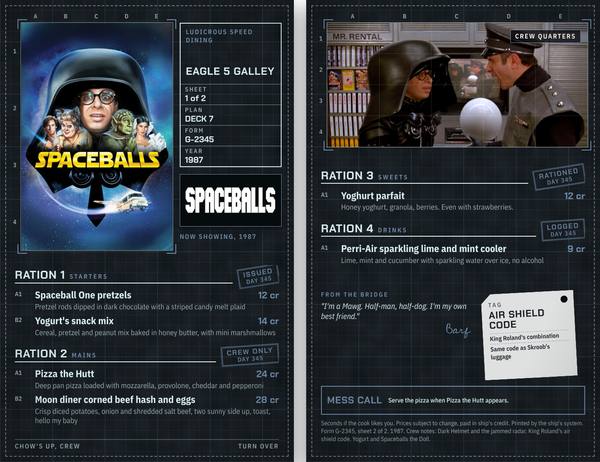 A B C D E
1
2
3
4
SPACEBALLS
LUDICROUS SPEED
DINING
EAGLE 5 GALLEY
SHEET
1 of 2
PLAN
DECK 7
FORM
G-2345
YEAR
1987
SPACEBALLS
NOW SHOWING, 1987
RATION 1 STARTERS
ISSUED
DAY 345
A1 Spaceball One pretzels 12 cr
Pretzel rods dipped in dark chocolate with a striped candy melt plaid
B2 Yogurt's snack mix 14 cr
Cereal, pretzel and peanut mix baked in honey butter, with mini marshmallows
RATION 2 MAINS
CREW ONLY
DAY 345
A1 Pizza the Hutt 24 cr
Deep pan pizza loaded with mozzarella, provolone, cheddar and pepperoni
B2 Moon diner corned beef hash and eggs 28 cr
Crisp diced potatoes, onion and shredded salt beef, two sunny side up, toast,
hello my baby
CHOW'S UP, CREW
TURN OVER
A B C D E
1
2
3
4
MR. RENTAL
CREW QUARTERS
RATION 3 SWEETS
RATIONED
DAY 345
A1 Yoghurt parfait 12 cr
Honey yoghurt, granola, berries. Even with strawberries.
RATION 4 DRINKS
LOGGED
DAY 345
A1 Perri-Air sparkling lime and mint cooler 9 cr
Lime, mint and cucumber with sparkling water over ice, no alcohol
FROM THE BRIDGE
"I'm a Mawg. Half-man, half-dog. I'm my own
best friend."
Barf
TAG
AIR SHIELD
CODE
King Roland's combination
Same code as Skroob's
luggage
MESS CALL Serve the pizza when Pizza the Hutt appears.
Seconds if the cook likes you. Prices subject to change, paid in ship's credit. Printed by the ship's system.
Form G-2345, sheet 2 of 2, 1987. Crew notes: Dark Helmet and the jammed radar: King Roland's air
shield code. Yogurt and Spaceballs the Doll.